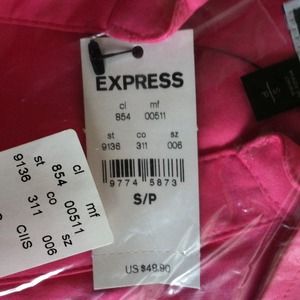 EXPRESS
cl mf
854 00511
st co sz
9136 311 006
9774 5873
S/P
US $49.90
mf
854 00511
st co sz
9136 311 006
CIIS